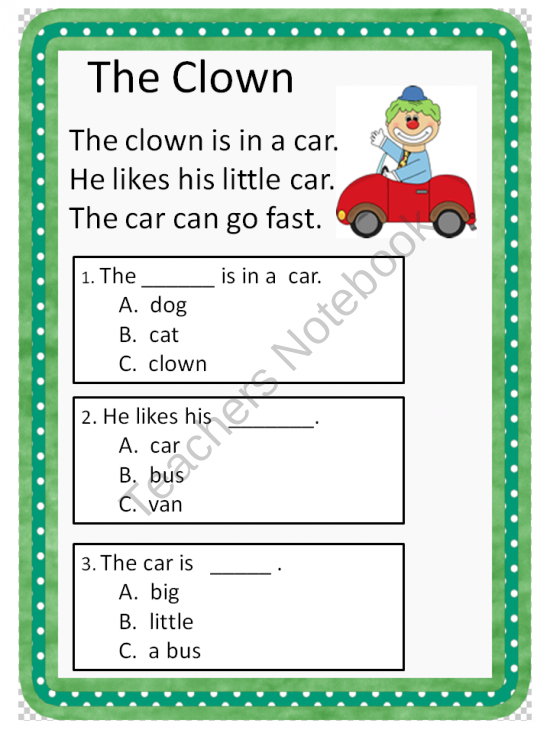 The Clown
The clown is in a car.
He likes his little car.
The car can go fast.
1. The ______ is in a car.
A. dog
B. cat
C. clown
2. He likes his _______.
A. car
B. bus
C. van
3. The car is _____ .
A. big
B. little
C. a bus
Teachers Notebook